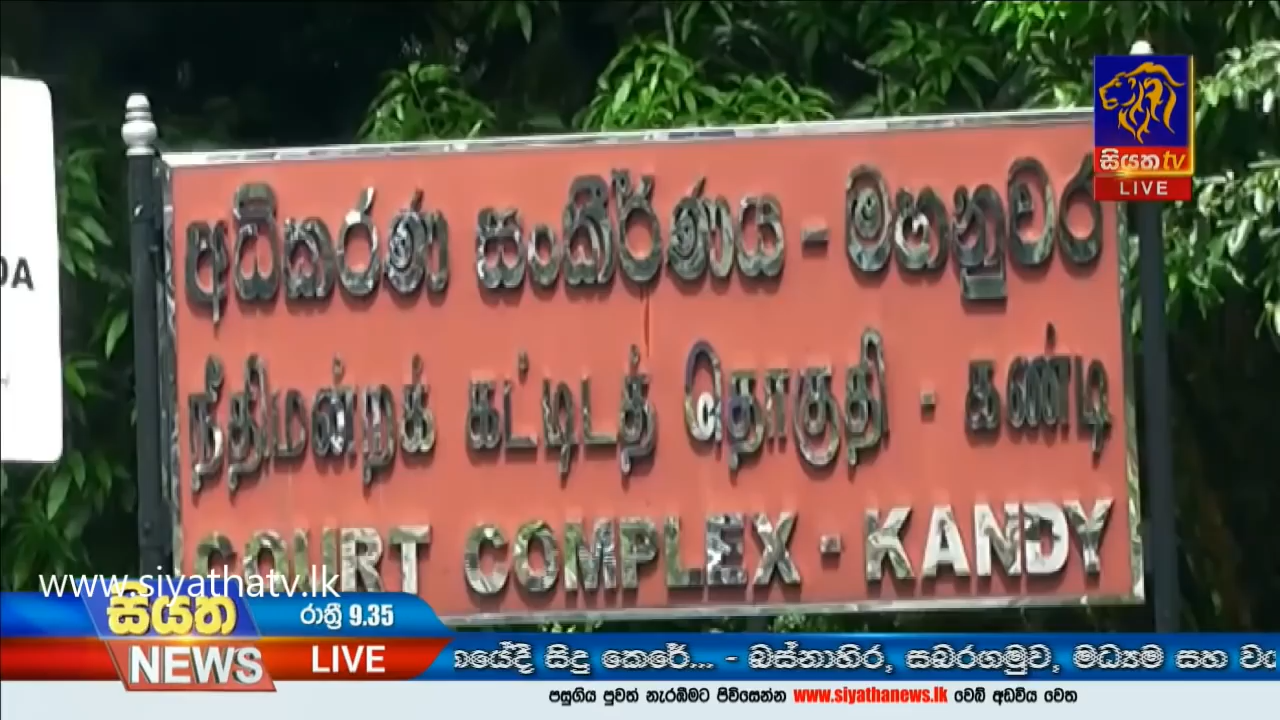 සියත tv
LIVE
අධිකරණ සංකීර්ණය - මහනුවර
நீதிமன்றக் கட்டிடத் தொகுதி - கண்டி
COURT COMPLEX - KANDY
DA
www.siyathatv.lk
සියත
NEWS
රාත්‍රී 9.35
LIVE
සිදු කෙරේ... - බස්නාහිර, සබරගමුව, මධ්‍යම සහ
පසුගිය පුවත් නැරඹීමට පිවිසෙන්න www.siyathanews.lk වෙබ් අඩවිය වෙත